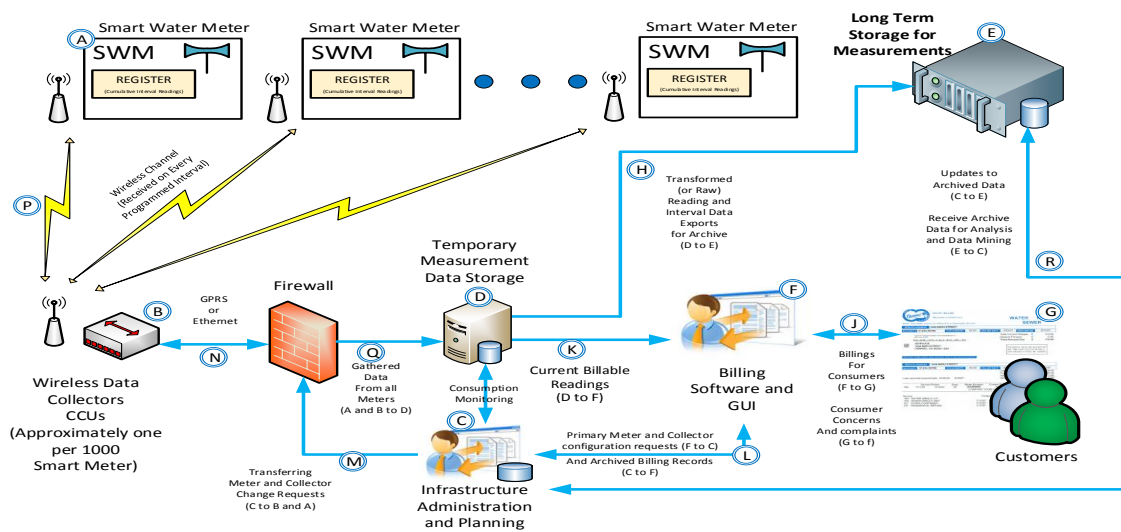 Smart Water Meter
Smart Water Meter
Smart Water Meter
A
SWM
REGISTER
(Cumulative Interval Readings)
SWM
REGISTER
(Cumulative Interval Readings)
SWM
REGISTER
(Cumulative Interval Readings)
Long Term
Storage for
Measurements
E
P
Wireless Channel
(Received on Every
Programmed Interval)
H
Transformed
(or Raw)
Reading and
Interval Data
Exports
for Archive
(D to E)
Updates to
Archived Data
(C to E)
Receive Archive
Data for Analysis
and Data Mining
(E to C)
R
Temporary
Measurement
Data Storage
D
Firewall
B
GPRS
or
Ethernet
N
Wireless Data
Collectors
CCUs
(Approximately one
per 1000
Smart Meter)
Q
Gathered
Data
From all
Meters
(A and B to D)
Consumption
Monitoring
K
Current Billable
Readings
(D to F)
F
Billing
Software and
GUI
J
Billings
For
Consumers
(F to G)
Consumer
Concerns
And complaints
(G to f)
G
WATER
SEWER
Customers
C
Primary Meter and Collector
configuration requests (F to C)
And Archived Billing Records
(C to F)
L
M
Transferring
Meter and Collector
Change Requests
(C to B and A)
Infrastructure
Administration
and Planning